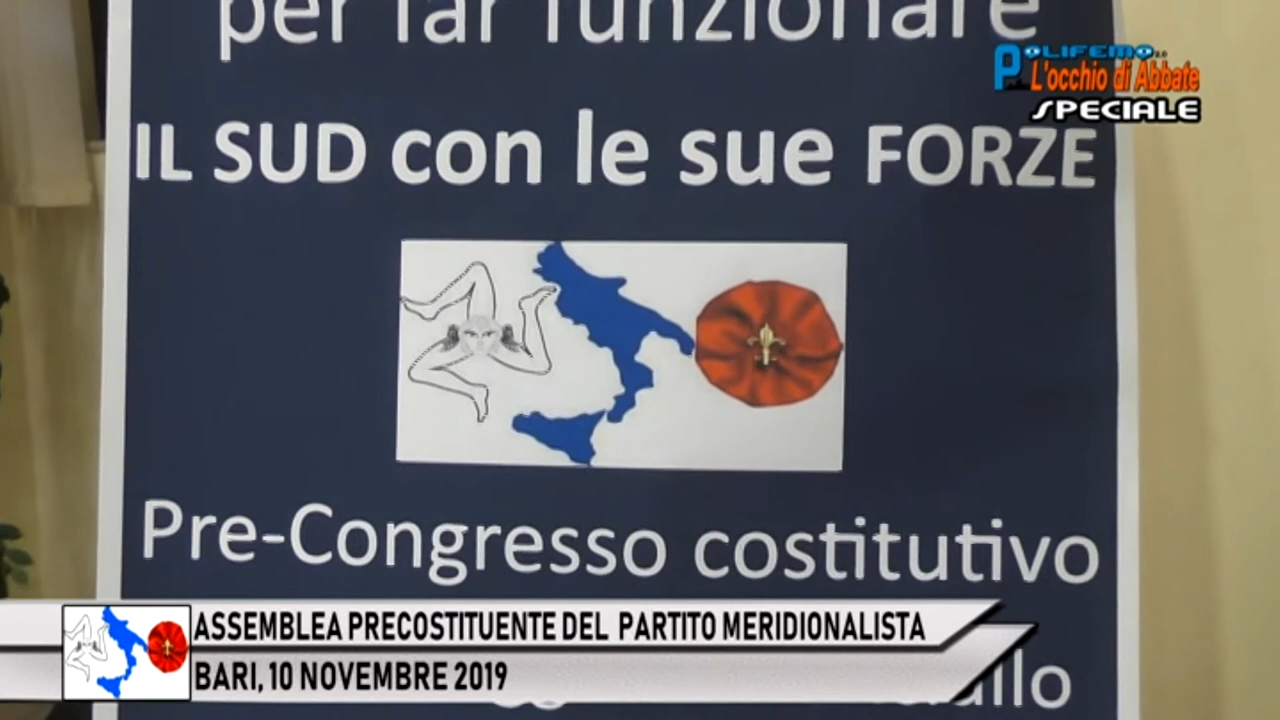 per far funzionare
POLIFEMO
L'occhio di Abbate
SPECIALE
IL SUD con le sue FORZE
Pre-Congresso costitutivo
ASSEMBLEA PRECOSTITUENTE DEL PARTITO MERIDIONALISTA
BARI, 10 NOVEMBRE 2019